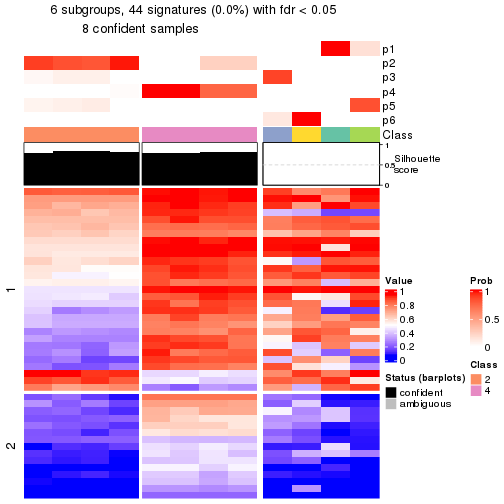 6 subgroups, 44 signatures (0.0%) with fdr < 0.05
8 confident samples
p1
p2
p3
p4
p5
p6
Class
1
0.5
0
Silhouette
score
1
2
Value
1
0.8
0.6
0.4
0.2
0
Status (barplots)
confident
ambiguous
Prob
1
0.5
0
Class
2
4